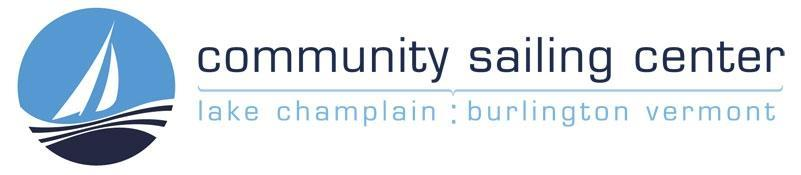 community sailing center
lake champlain : burlington vermont